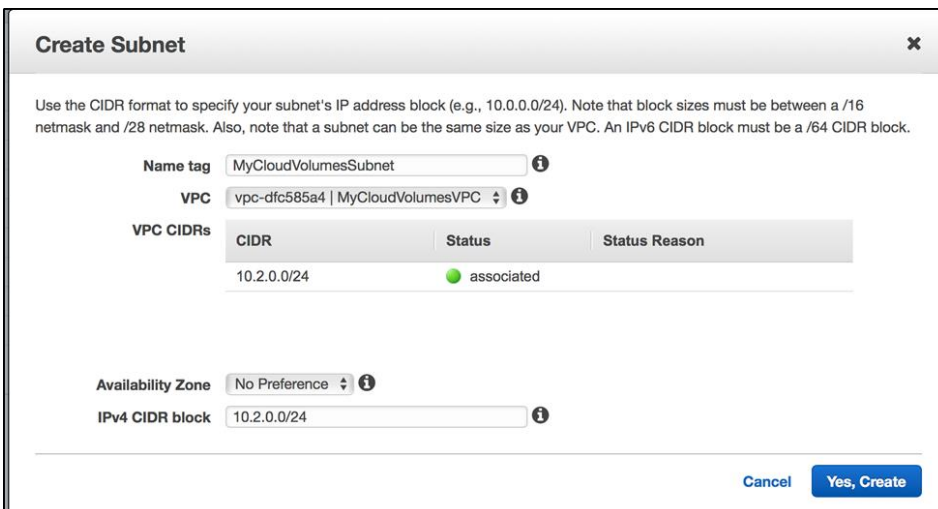 Create Subnet ✖
Use the CIDR format to specify your subnet's IP address block (e.g., 10.0.0.0/24). Note that block sizes must be between a /16
netmask and /28 netmask. Also, note that a subnet can be the same size as your VPC. An IPv6 CIDR block must be a /64 CIDR block.
Name tag MyCloudVolumesSubnet
VPC vpc-dfc585a4 | MyCloudVolumesVPC
VPC CIDRs CIDR Status Status Reason
10.2.0.0/24 associated
Availability Zone No Preference
IPv4 CIDR block 10.2.0.0/24
Cancel Yes, Create